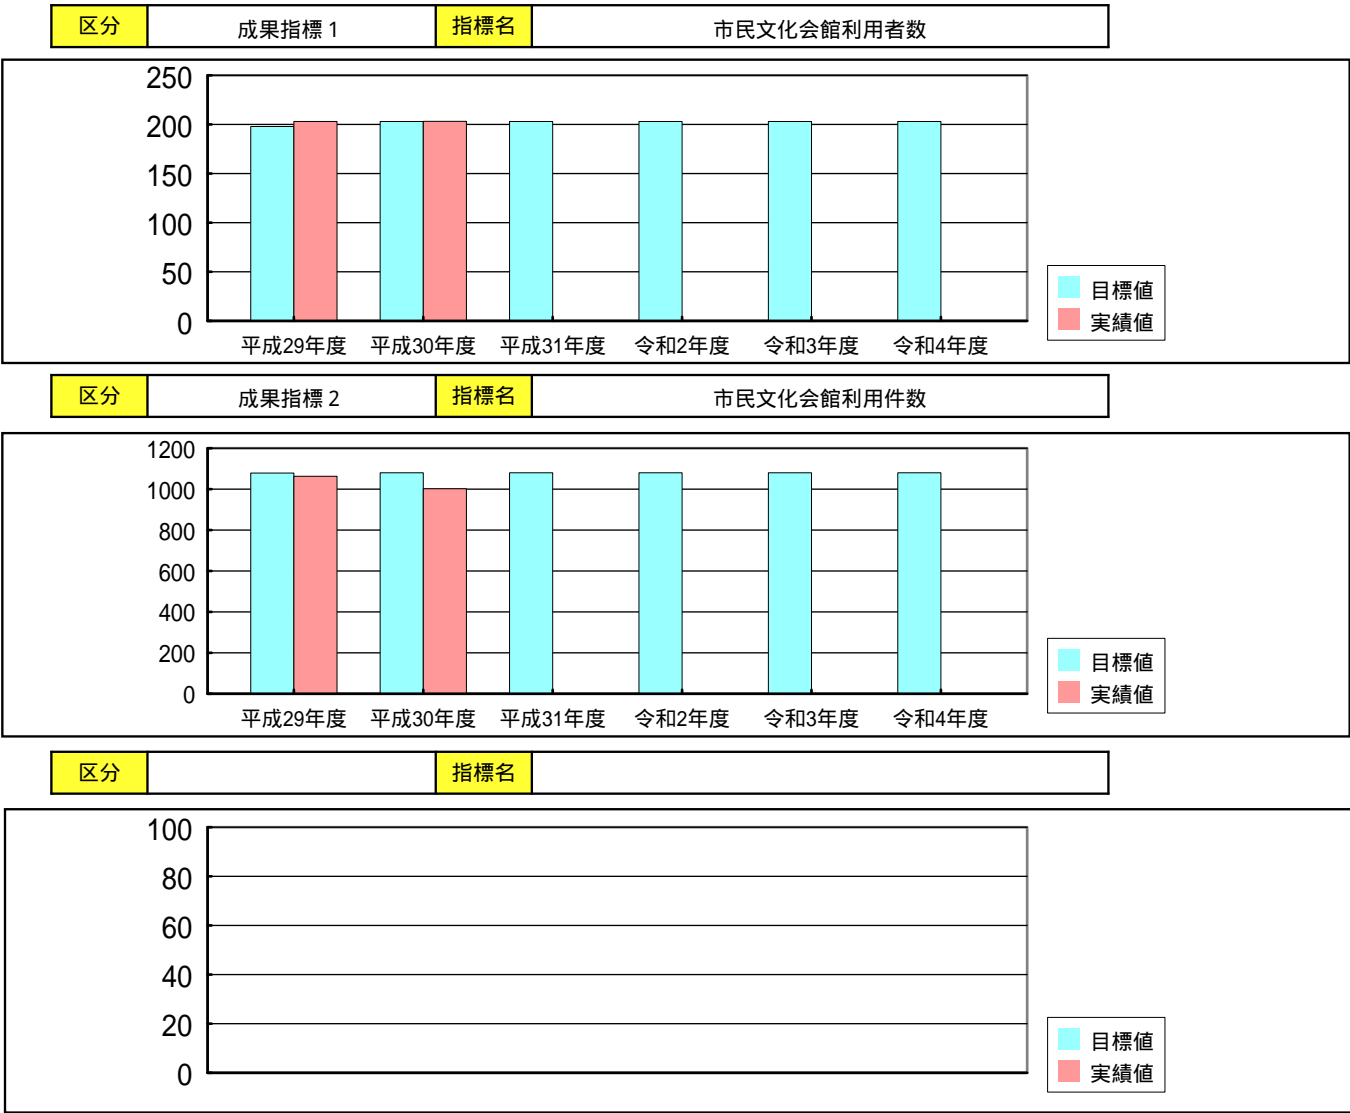 区分 成果指標１ 指標名 市民文化会館利用者数
250
200
150
100
50
0
平成29年度 平成30年度 平成31年度 令和2年度 令和3年度 令和4年度
目標値
実績値
区分 成果指標２ 指標名 市民文化会館利用件数
1200
1000
800
600
400
200
0
平成29年度 平成30年度 平成31年度 令和2年度 令和3年度 令和4年度
目標値
実績値
区分 指標名
100
80
60
40
20
0
目標値
実績値